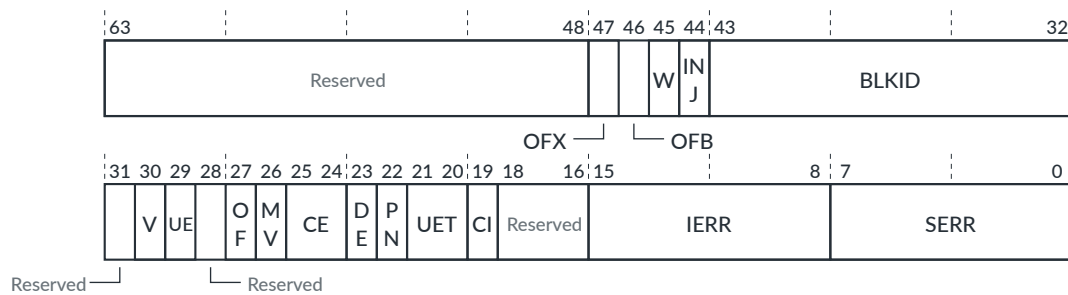 63 48 47 46 45 44 43 32
Reserved W IN J BLKID
OFX OFB
31 30 29 28 27 26 25 24 23 22 21 20 19 18 16 15 8 7 0
V UE O F M V CE D E P N UET CI Reserved IERR SERR
Reserved Reserved